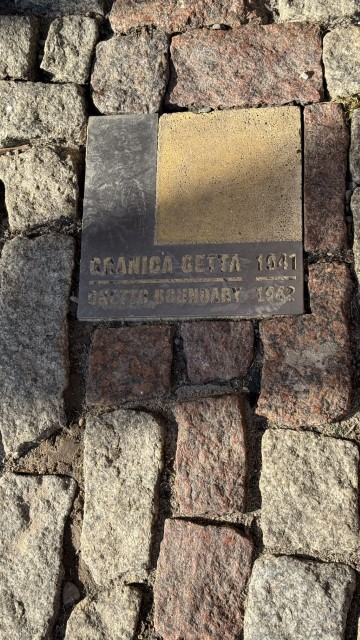 GRANICA GETTA 1941
GHETTO BOUNDARY 1942